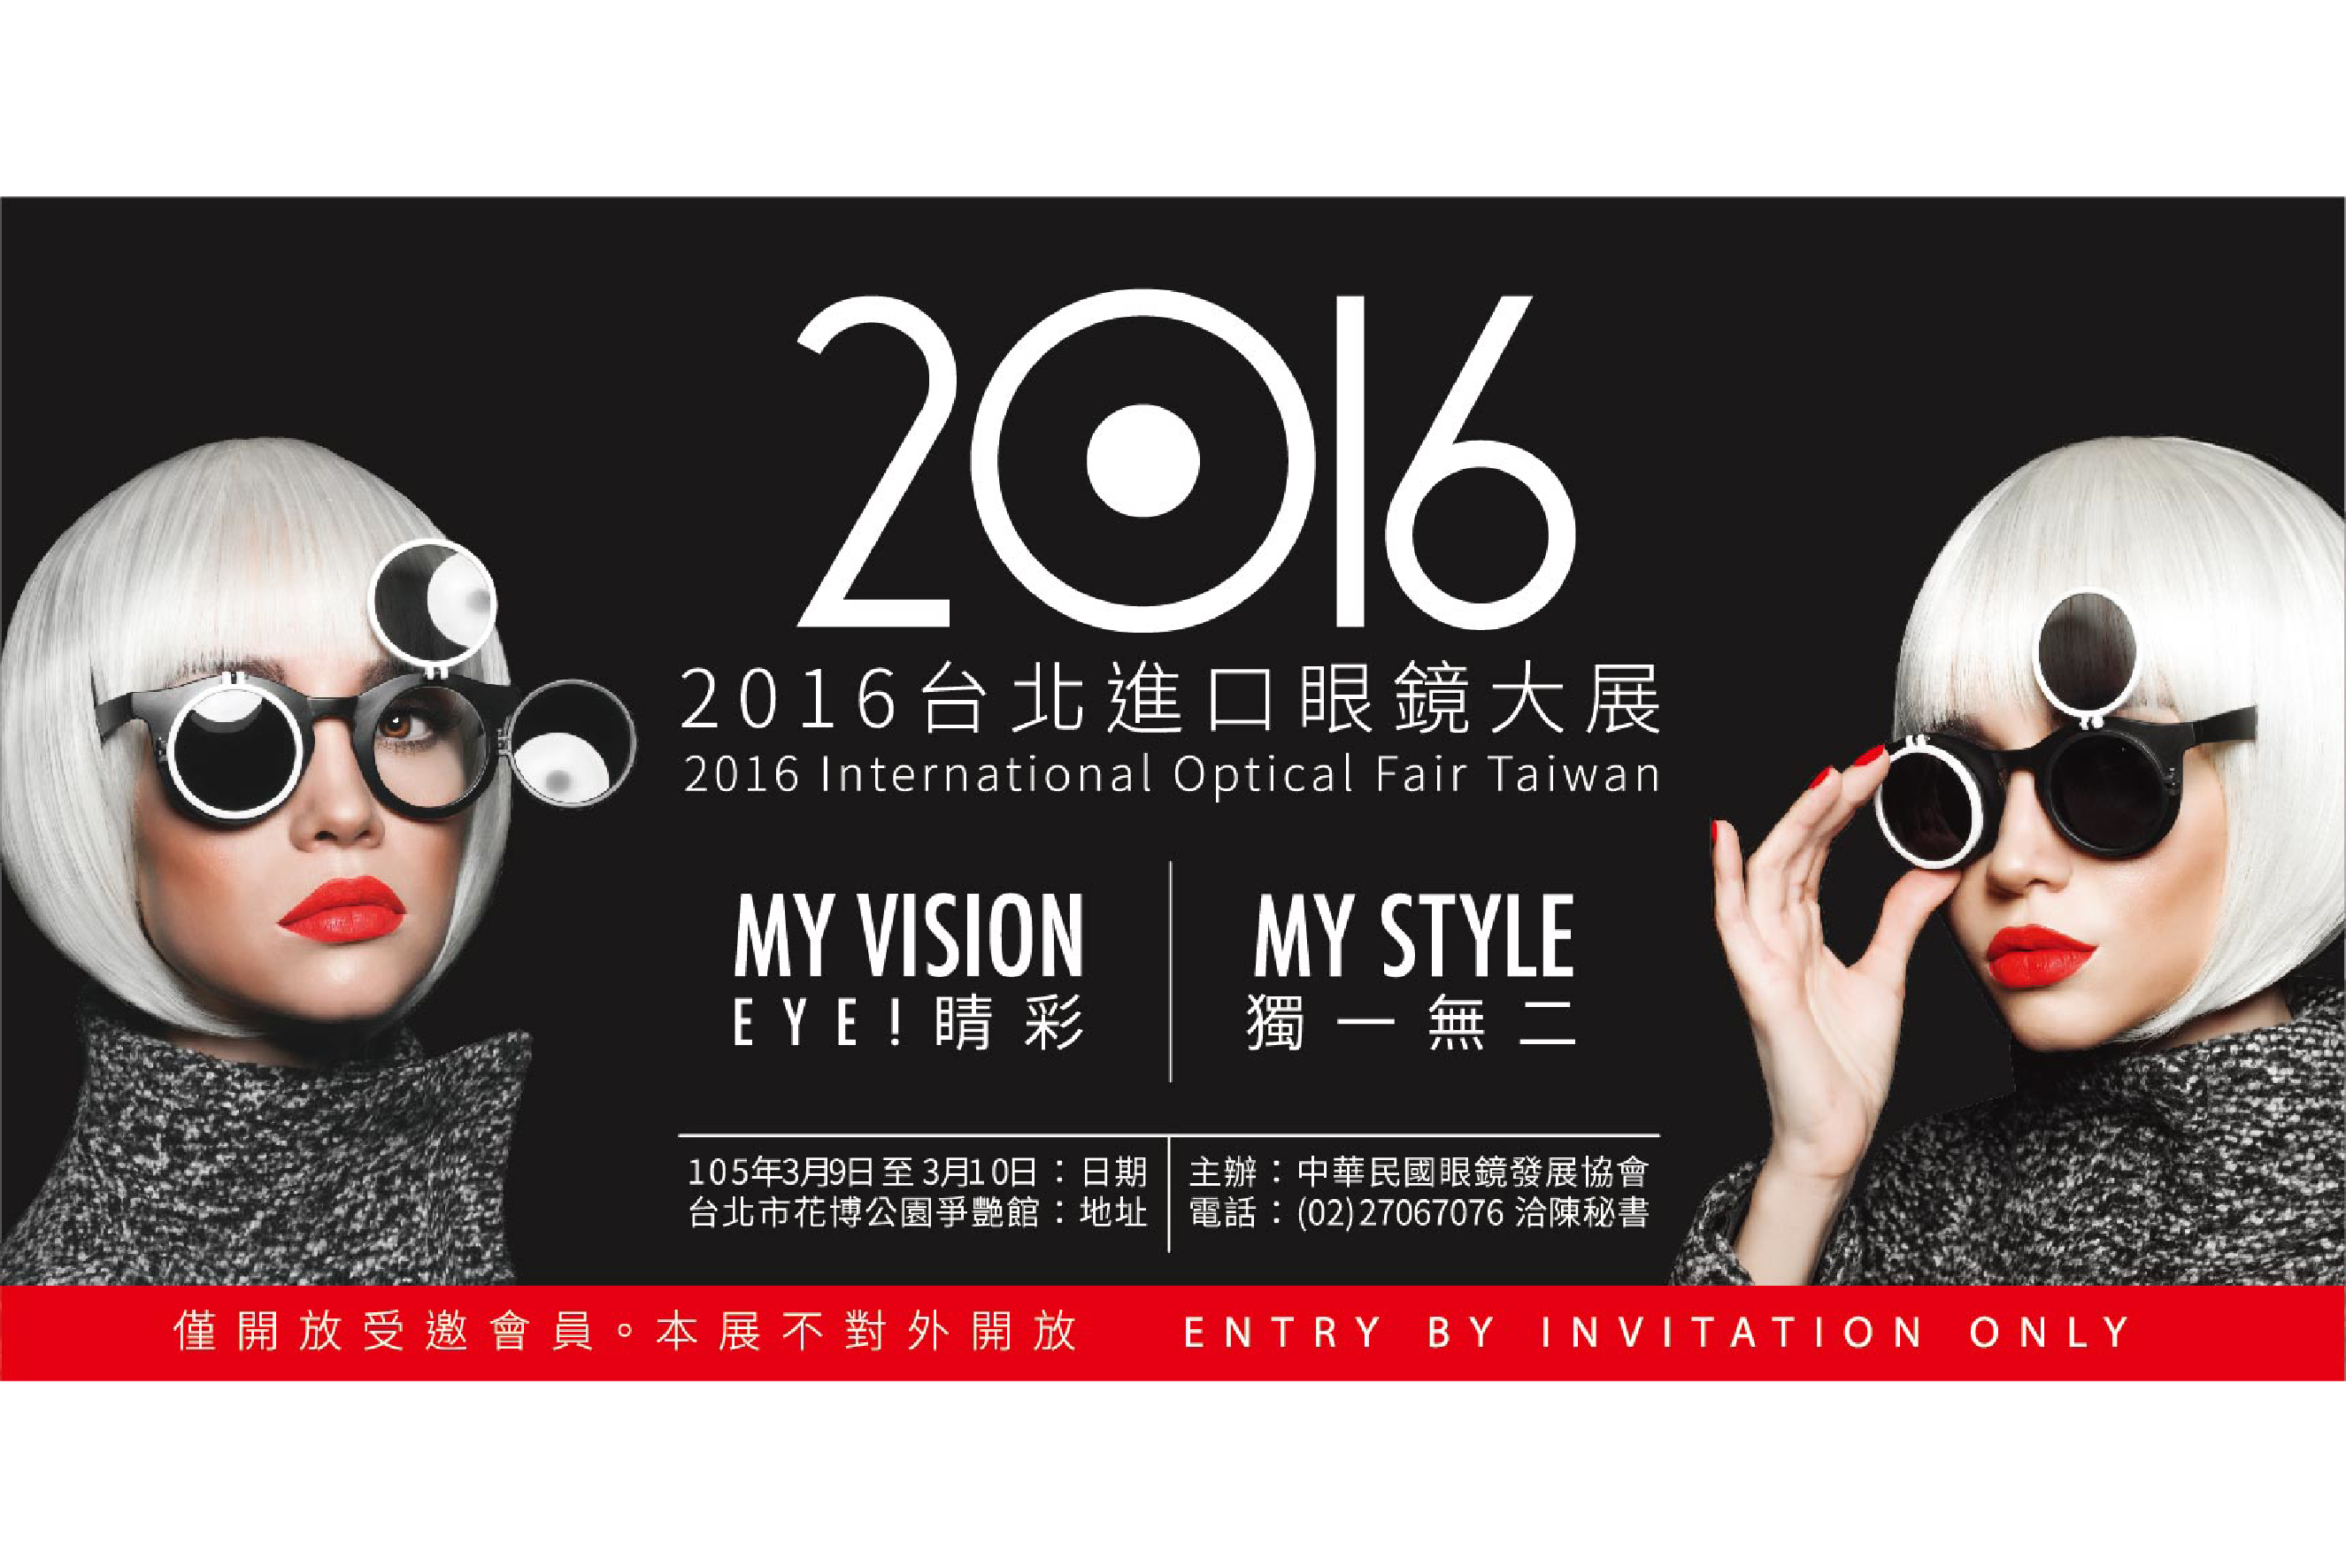 2016
2016台北進口眼鏡大展
2016 International Optical Fair Taiwan
MY VISION
EYE!睛彩
MY STYLE
獨一無二
105年3月9日至3月10日：日期
台北市花博公園爭艷館：地址
主辦：中華民國眼鏡發展協會
電話：(02)27067076 洽陳秘書
僅開放受邀會員。本展不對外開放 ENTRY BY INVITATION ONLY